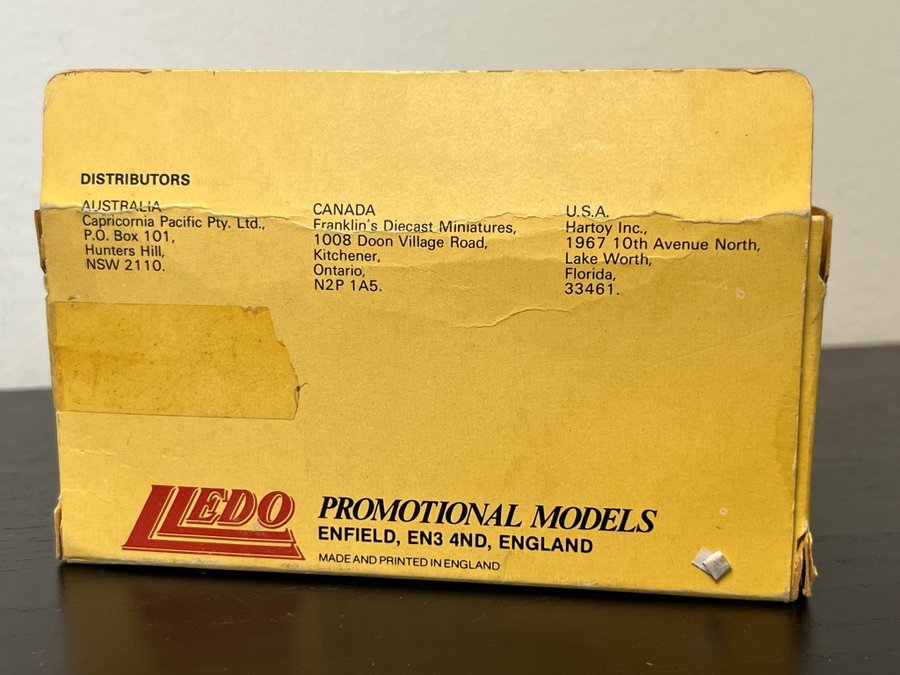 DISTRIBUTORS
AUSTRALIA
Capricornia Pacific Pty. Ltd.,
P.O. Box 101,
Hunters Hill,
NSW 2110.
CANADA
Franklin's Diecast Miniatures,
1008 Doon Village Road,
Kitchener,
Ontario,
N2P 1A5.
U.S.A.
Hartoy Inc.,
1967 10th Avenue North,
Lake Worth,
Florida,
33461.
LLEDO
PROMOTIONAL MODELS
ENFIELD, EN3 4ND, ENGLAND
MADE AND PRINTED IN ENGLAND